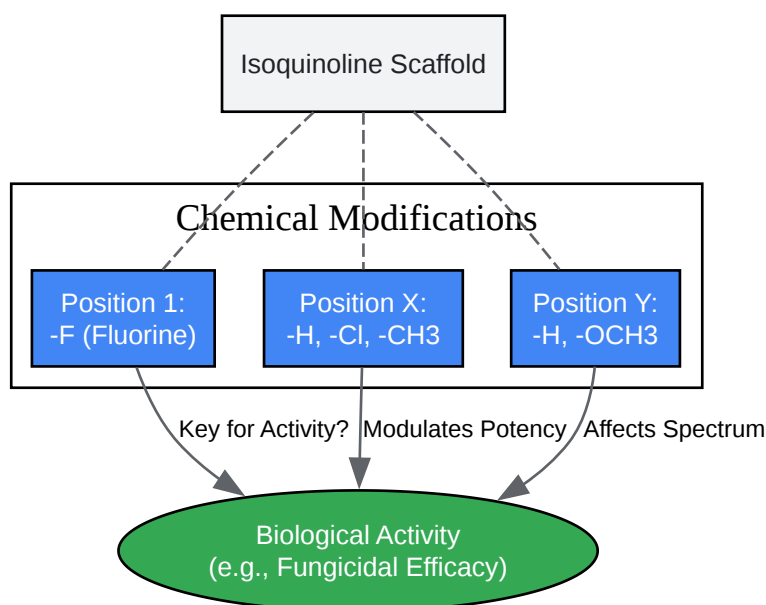 Isoquinoline Scaffold
Chemical Modifications
Position 1:
-F (Fluorine)
Position X:
-H, -Cl, -CH3
Position Y:
-H, -OCH3
Key for Activity?
Modulates Potency
Affects Spectrum
Biological Activity
(e.g., Fungicidal Efficacy)